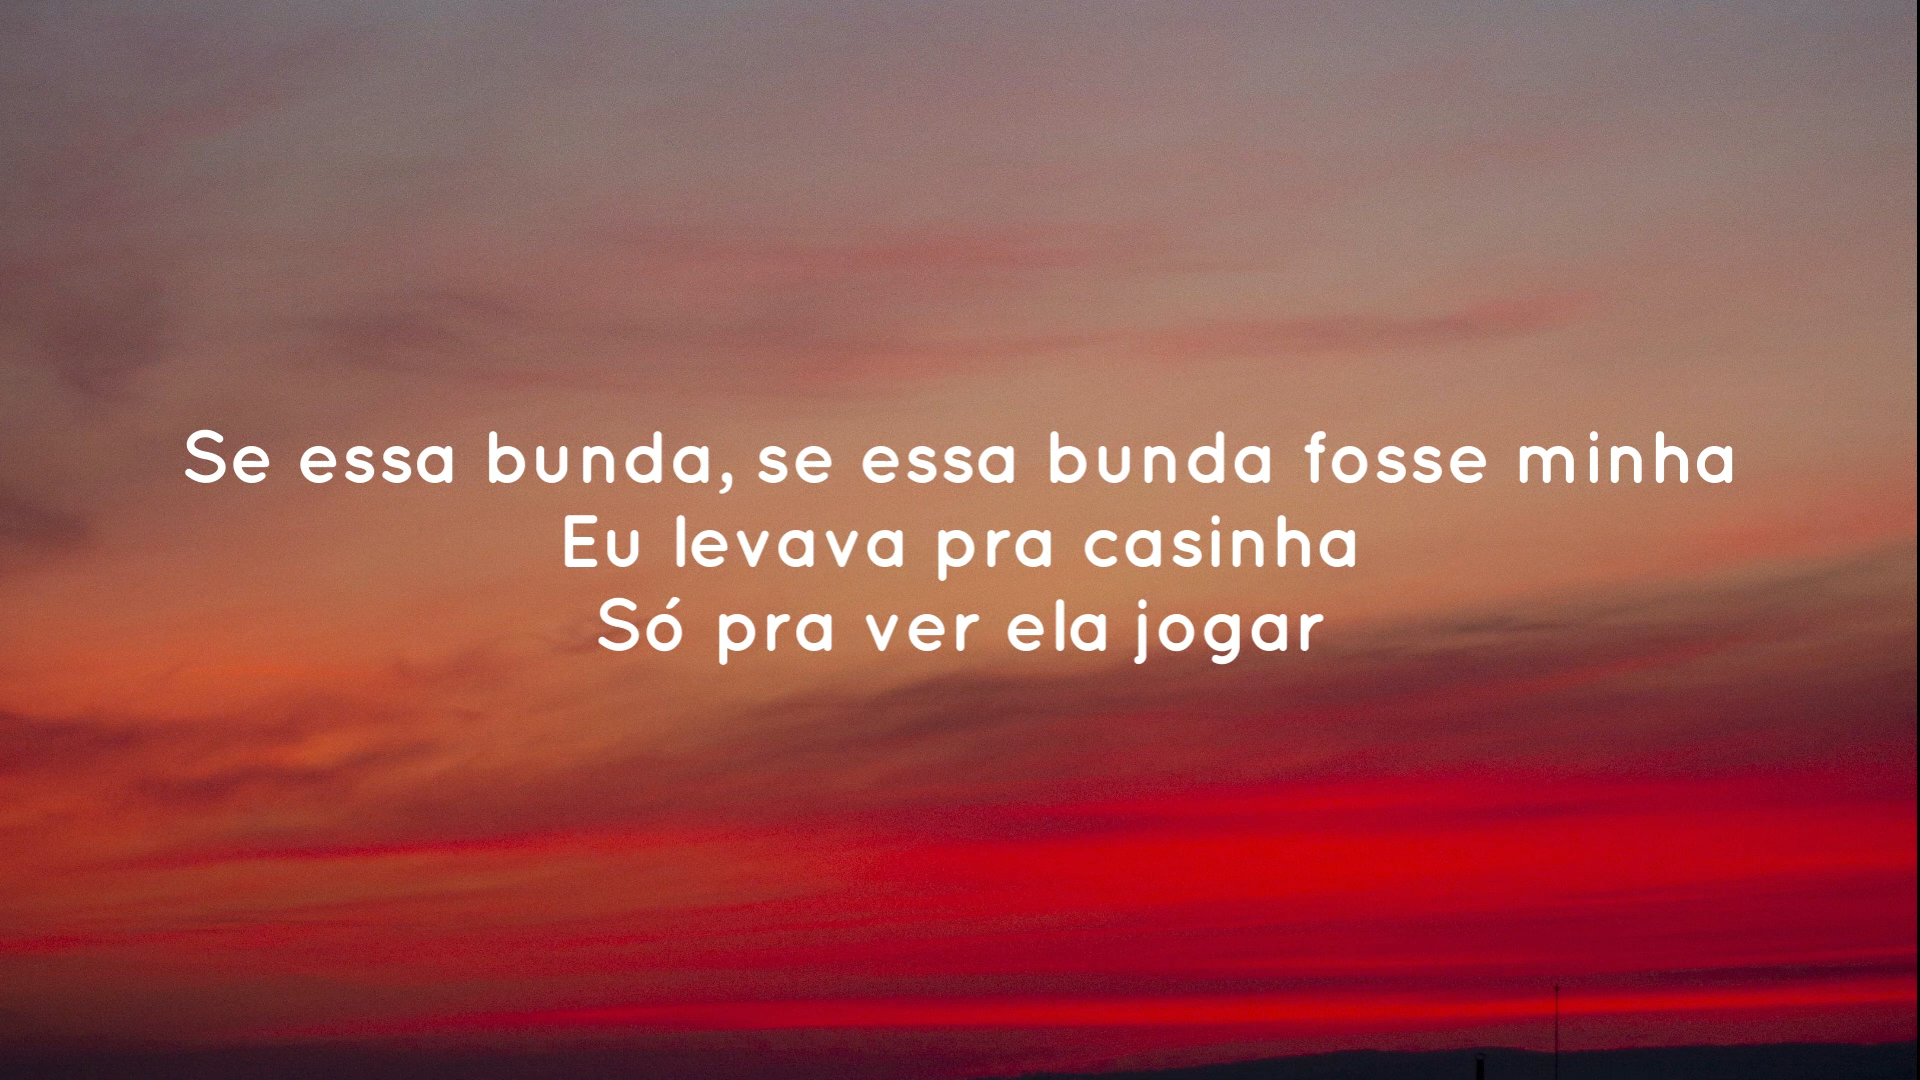 Se essa bunda, se essa bunda fosse minha
Eu levava pra casinha
Só pra ver ela jogar